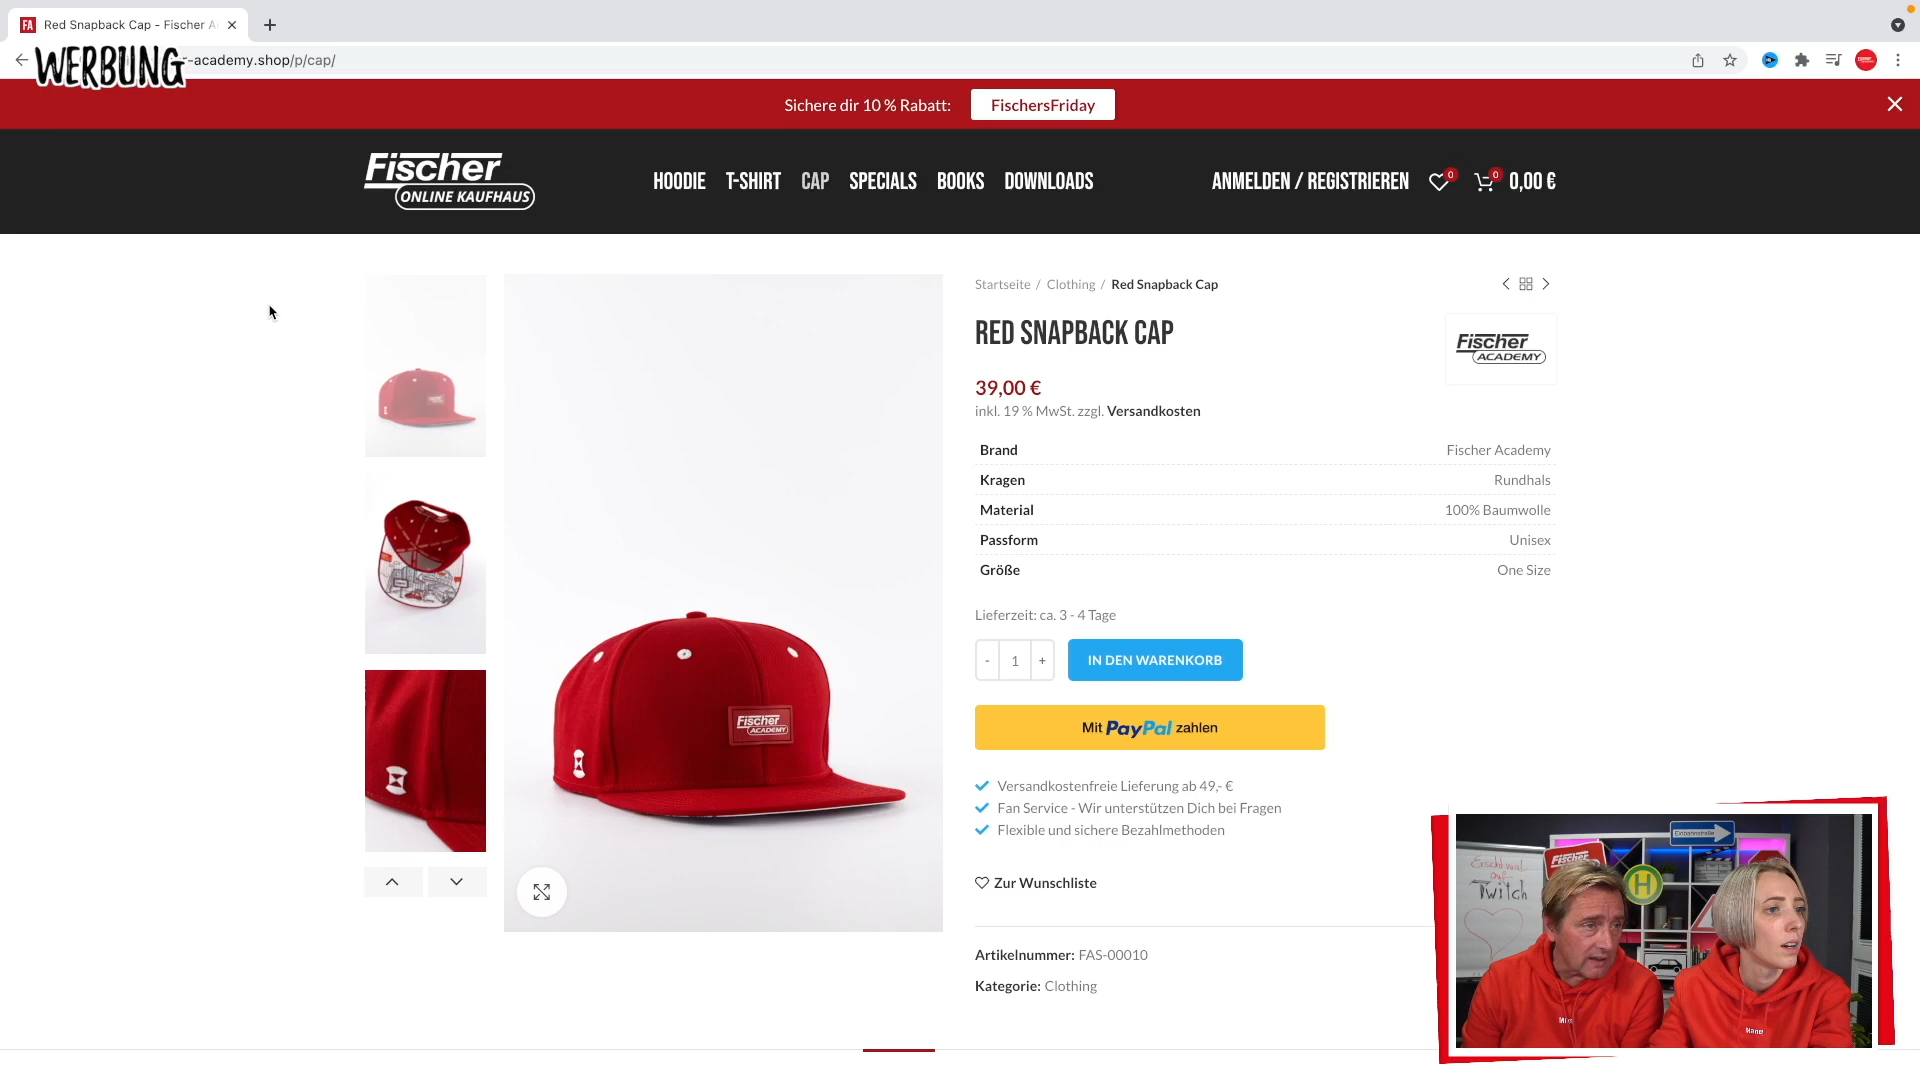 Red Snapback Cap - Fischer A
WERBUNG
r-academy.shop/p/cap/
Sichere dir 10 % Rabatt:
FischersFriday
Fischer
ONLINE KAUFHAUS
HOODIE
T-SHIRT
CAP
SPECIALS
BOOKS
DOWNLOADS
ANMELDEN / REGISTRIEREN
0
0
0,00 €
Startseite / Clothing / Red Snapback Cap
RED SNAPBACK CAP
Fischer
ACADEMY
39,00 €
inkl. 19 % MwSt. zzgl. Versandkosten
Brand Fischer Academy
Kragen Rundhals
Material 100% Baumwolle
Passform Unisex
Größe One Size
Lieferzeit: ca. 3 - 4 Tage
- 1 +
IN DEN WARENKORB
Mit PayPal zahlen
Versandkostenfreie Lieferung ab 49,- €
Fan Service - Wir unterstützen Dich bei Fragen
Flexible und sichere Bezahlmethoden
Zur Wunschliste
Artikelnummer: FAS-00010
Kategorie: Clothing
Fischer
ACADEMY
Einbahnstraße
Fischer
H
Twitch